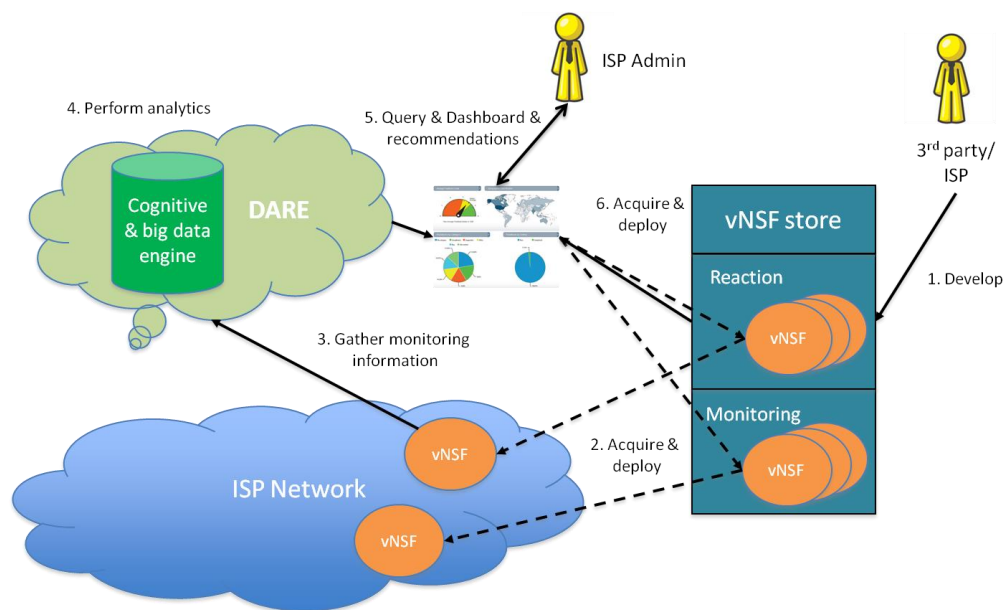 ISP Admin
4. Perform analytics
5. Query & Dashboard &
recommendations
3rd party/
ISP
DARE
Cognitive
& big data
engine
6. Acquire &
deploy
vNSF store
Reaction
1. Develop
vNSF
3. Gather monitoring
information
Monitoring
vNSF
2. Acquire &
deploy
vNSF
ISP Network
vNSF